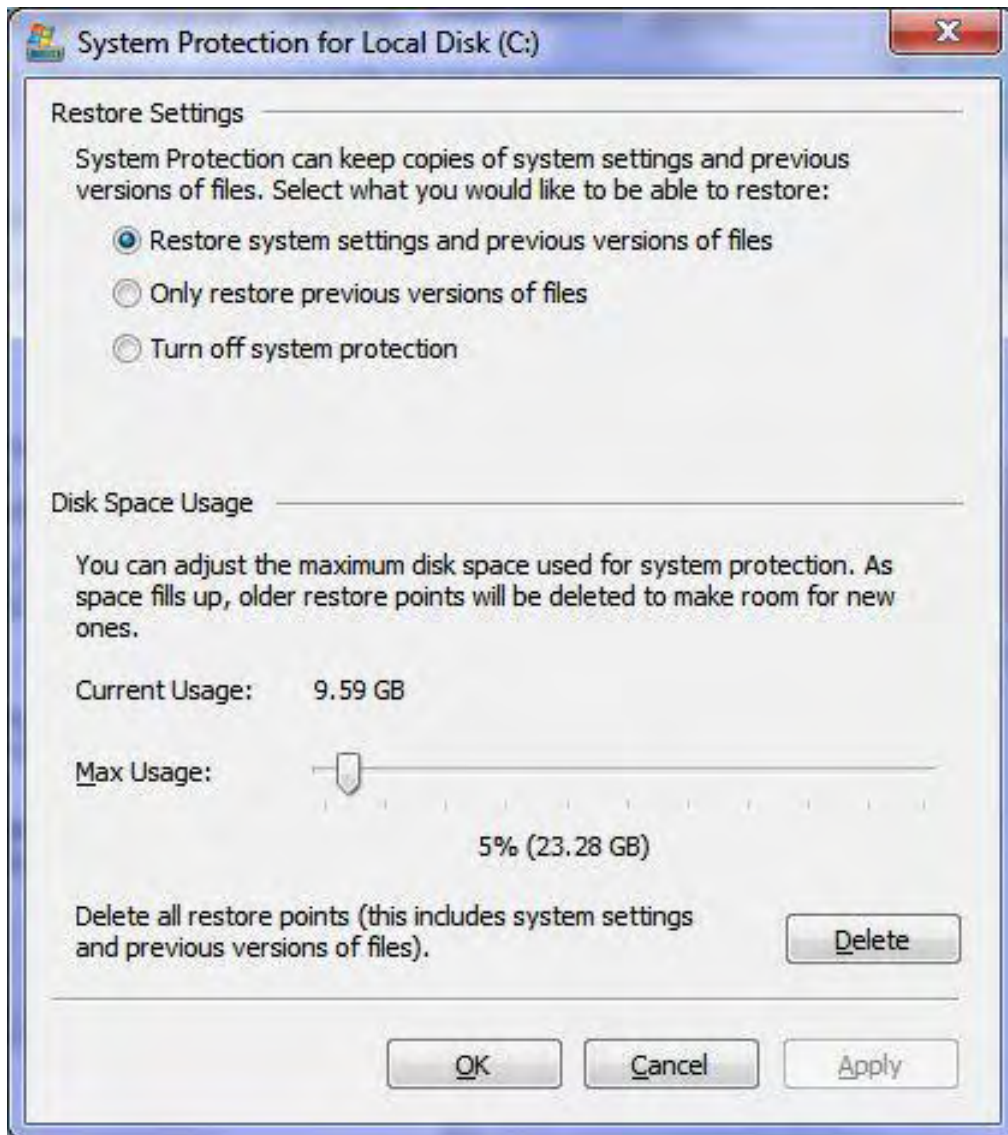 System Protection for Local Disk (C:)
Restore Settings
System Protection can keep copies of system settings and previous
versions of files. Select what you would like to be able to restore:
Restore system settings and previous versions of files
Only restore previous versions of files
Turn off system protection
Disk Space Usage
You can adjust the maximum disk space used for system protection. As
space fills up, older restore points will be deleted to make room for new
ones.
Current Usage: 9.59 GB
Max Usage:
5% (23.28 GB)
Delete all restore points (this includes system settings
and previous versions of files).
Delete
OK Cancel Apply